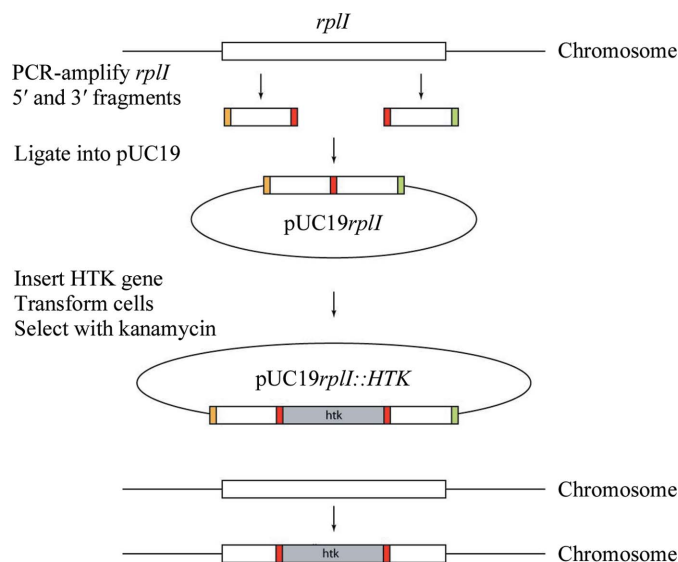 rplI
Chromosome
PCR-amplify rplI
5′ and 3′ fragments
Ligate into pUC19
pUC19rplI
Insert HTK gene
Transform cells
Select with kanamycin
pUC19rplI::HTK
htk
Chromosome
htk
Chromosome